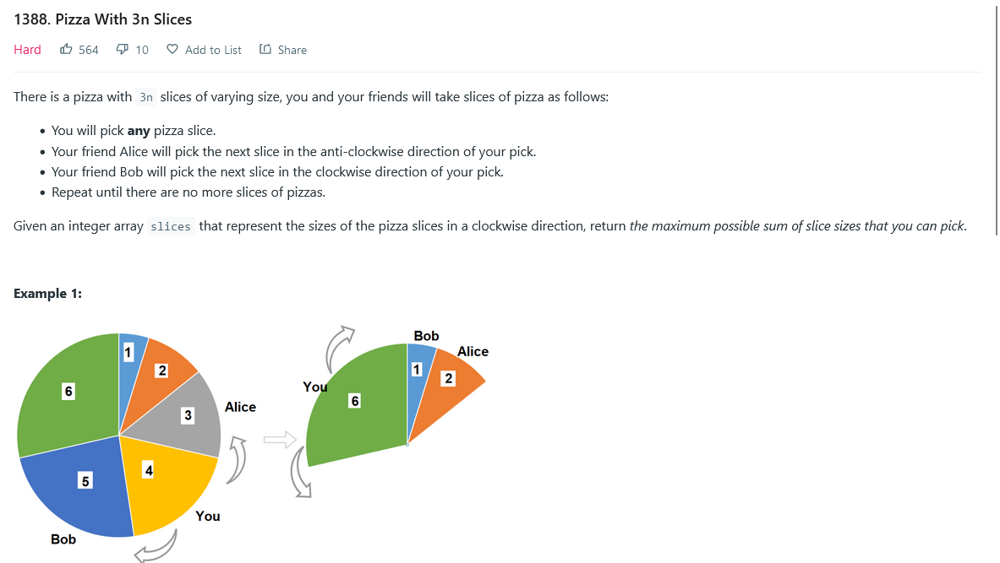 1388. Pizza With 3n Slices
Hard 564 10 Add to List Share
There is a pizza with 3n slices of varying size, you and your friends will take slices of pizza as follows:
• You will pick any pizza slice.
• Your friend Alice will pick the next slice in the anti-clockwise direction of your pick.
• Your friend Bob will pick the next slice in the clockwise direction of your pick.
• Repeat until there are no more slices of pizzas.
Given an integer array slices that represent the sizes of the pizza slices in a clockwise direction, return the maximum possible sum of slice sizes that you can pick.
Example 1:
1
2
6
3
Alice
4
5
You
Bob
Bob
Alice
1
2
You
6